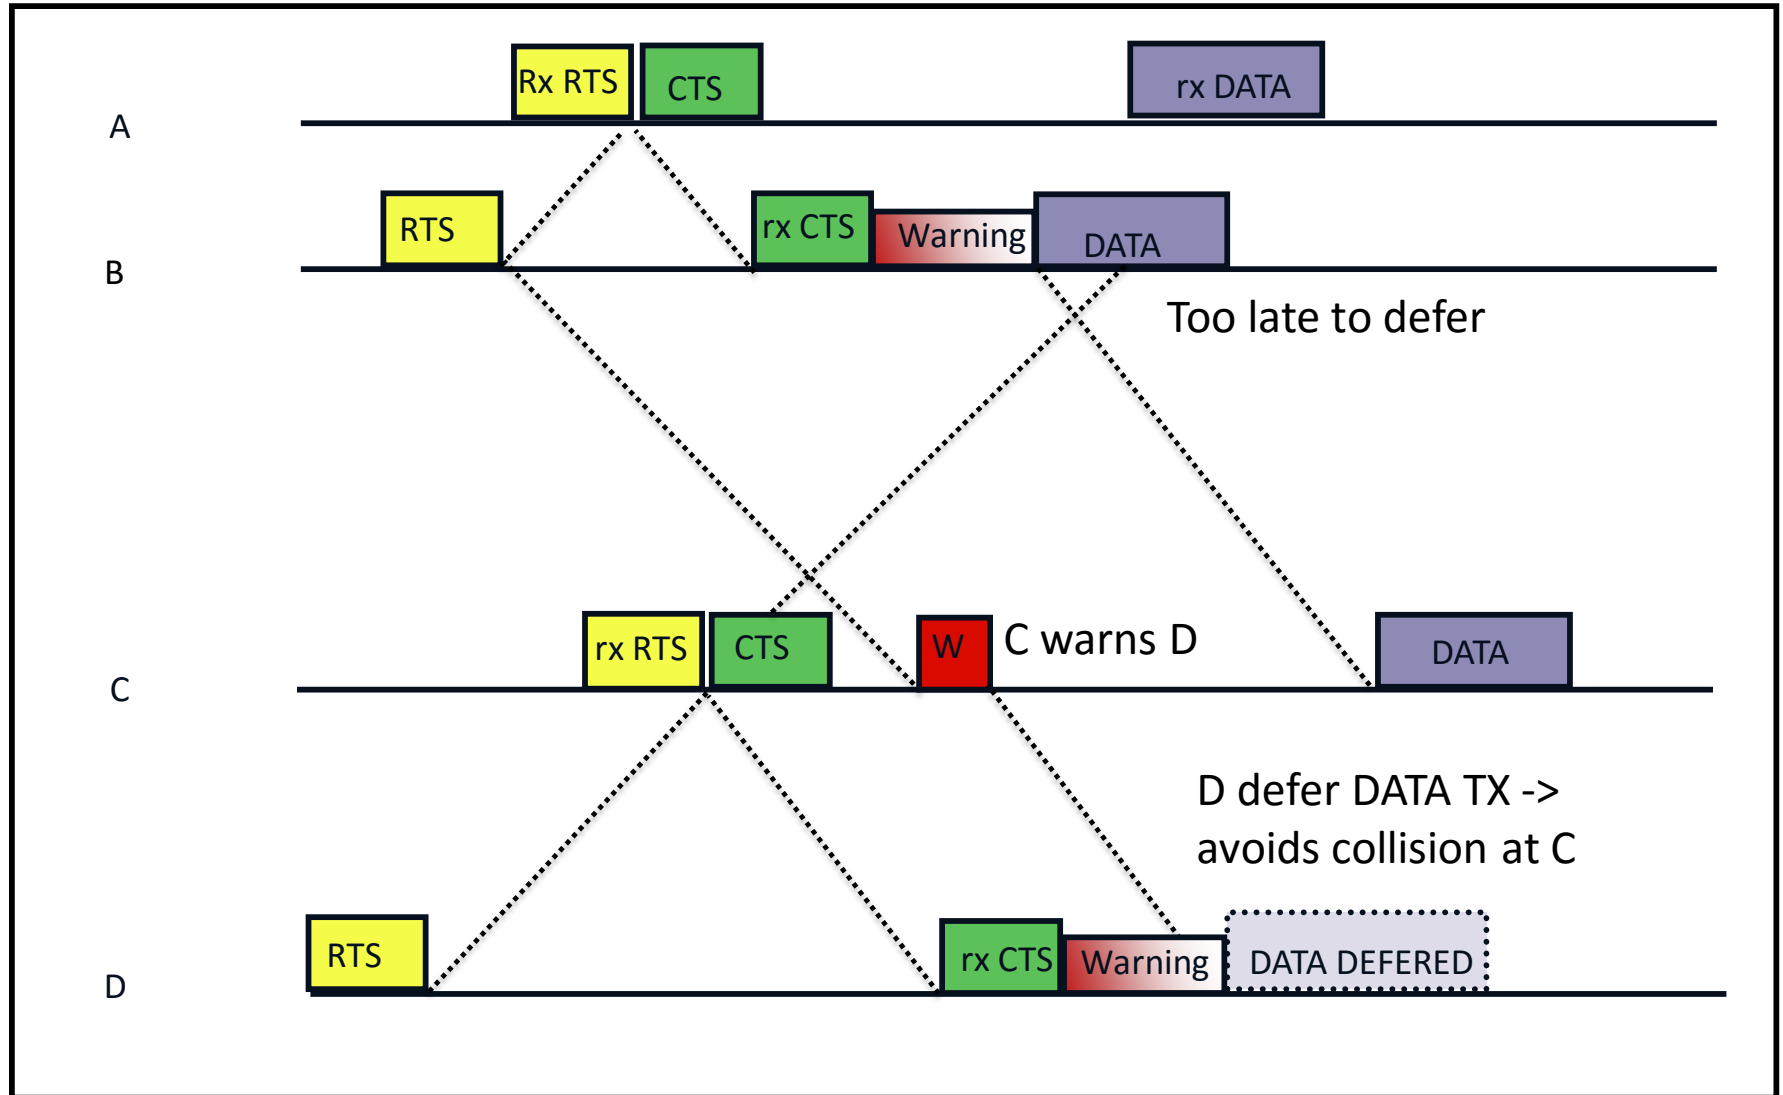 Rx RTS
CTS
rx DATA
A
RTS
rx CTS
Warning
DATA
B
Too late to defer
rx RTS
CTS
W
C warns D
DATA
C
D defer DATA TX ->
avoids collision at C
RTS
rx CTS
Warning
DATA DEFERED
D